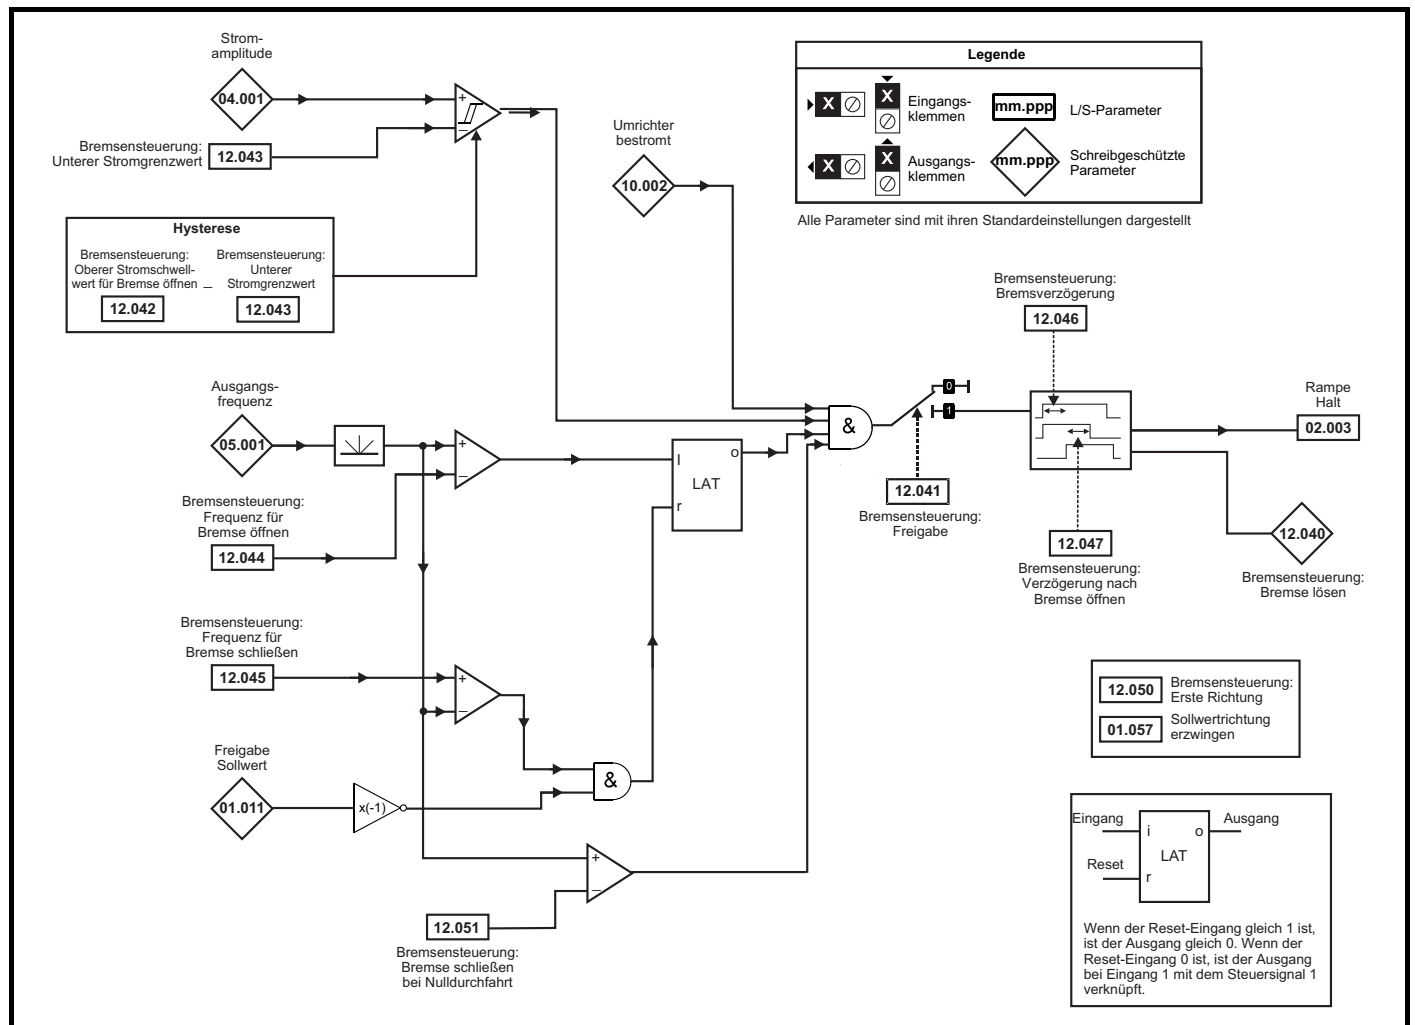 Strom-
amplitude
04.001
Bremsensteuerung:
Unterer Stromgrenzwert
12.043
+
–
Hysterese
Bremsensteuerung:
Oberer Stromschwell-
wert für Bremse öffnen
12.042
–
Bremsensteuerung:
Unterer
Stromgrenzwert
12.043
Umrichter
bestromt
10.002
Legende
X
X
Eingangs-
klemmen
mm.ppp
L/S-Parameter
X
X
Ausgangs-
klemmen
mm.ppp
Schreibgeschützte
Parameter
Alle Parameter sind mit ihren Standardeinstellungen dargestellt
Ausgangs-
frequenz
05.001
+
–
Bremsensteuerung:
Frequenz für
Bremse öffnen
12.044
I
o
LAT
r
&
0
1
12.041
Bremsensteuerung:
Freigabe
Bremsensteuerung:
Bremsverzögerung
12.046
12.047
Bremsensteuerung:
Verzögerung nach
Bremse öffnen
Rampe
Halt
02.003
12.040
Bremsensteuerung:
Bremse lösen
Bremsensteuerung:
Frequenz für
Bremse schließen
12.045
+
–
Freigabe
Sollwert
01.011
x(-1)
&
+
–
12.051
Bremsensteuerung:
Bremse schließen
bei Nulldurchfahrt
12.050
Bremsensteuerung:
Erste Richtung
01.057
Sollwertrichtung
erzwingen
Eingang
i
o
Ausgang
LAT
Reset
r
Wenn der Reset-Eingang gleich 1 ist,
ist der Ausgang gleich 0. Wenn der
Reset-Eingang 0 ist, ist der Ausgang
bei Eingang 1 mit dem Steuersignal 1
verknüpft.